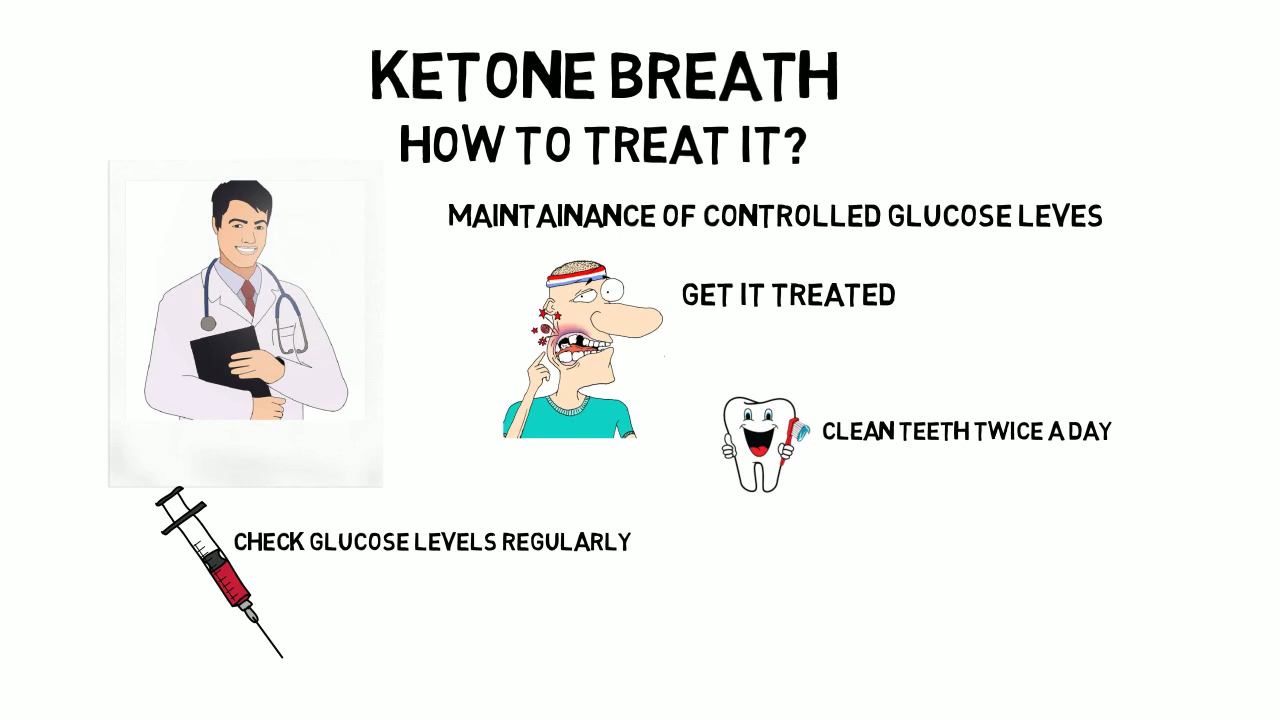 KETONE BREATH
HOW TO TREAT IT?
MAINTAINANCE OF CONTROLLED GLUCOSE LEVES
GET IT TREATED
CLEAN TEETH TWICE A DAY
CHECK GLUCOSE LEVELS REGULARLY